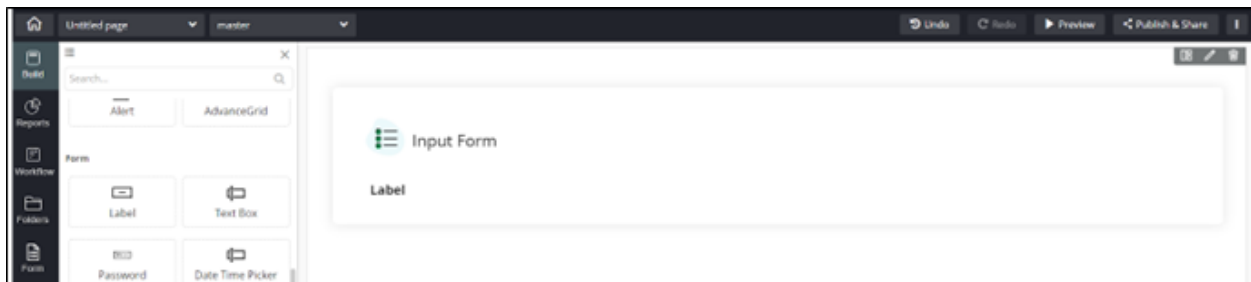 Untitled page master Undo Redo Preview Publish & Share
Build
Search...
Reports
Alert AdvanceGrid
Input Form
Workflow
Form
Label
Folders
Label Text Box
Form
Password Date Time Picker